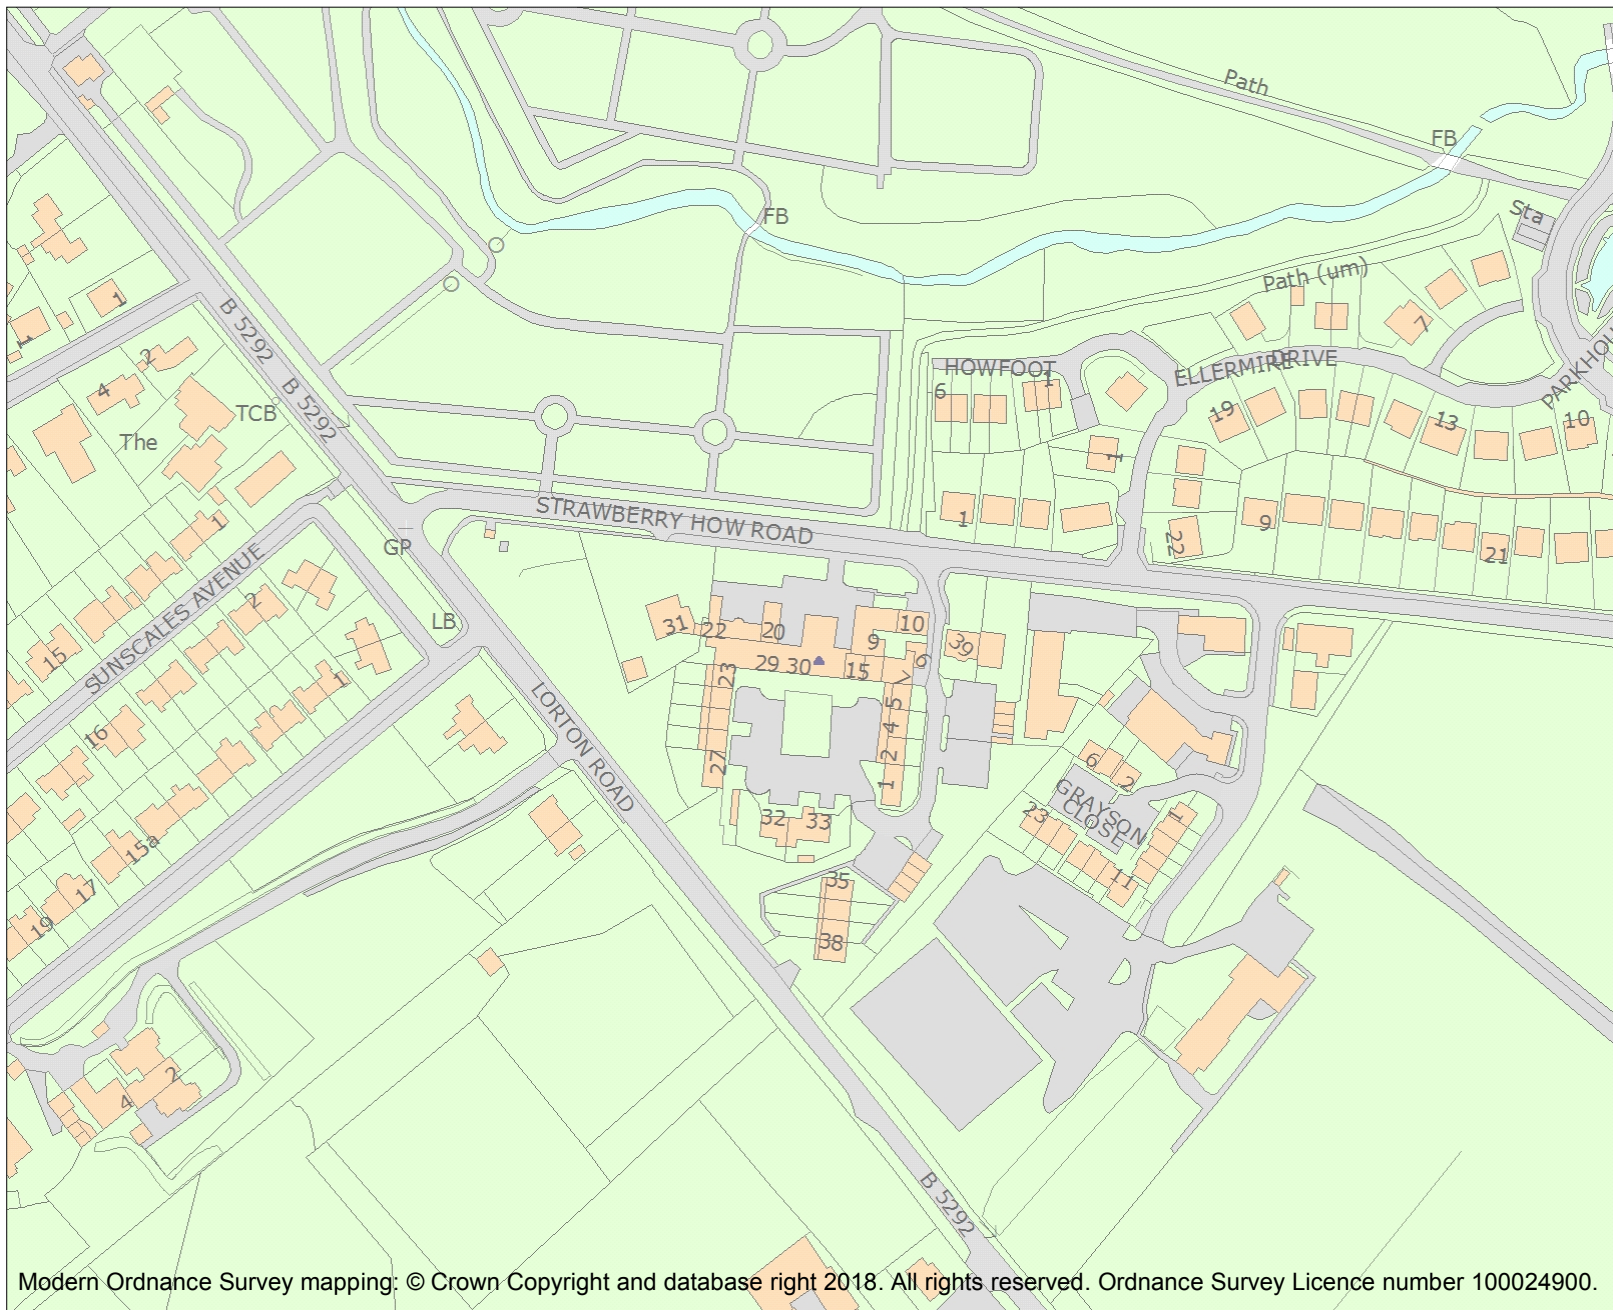 Path
FB
Sta
FB
Path (um)
1
B 5292
1
7
2
HOWFOOT
ELLERMIRE DRIVE
PARKHOU
4
B 5292
6
1
TCB
19
13
10
The
1
STRAWBERRY HOW ROAD
1
9
1
GP
22
21
SUNSCALES AVENUE
2
LB
31
22
20
10
9
39
15
29
30
15
6
23
7
1
5
LORTON ROAD
4
16
27
2
6
2
1
GRAYSON
CLOSE
32
33
23
1
15a
17
35
11
19
38
2
4
B 5292
Modern Ordnance Survey mapping: © Crown Copyright and database right 2018. All rights reserved. Ordnance Survey Licence number 100024900.